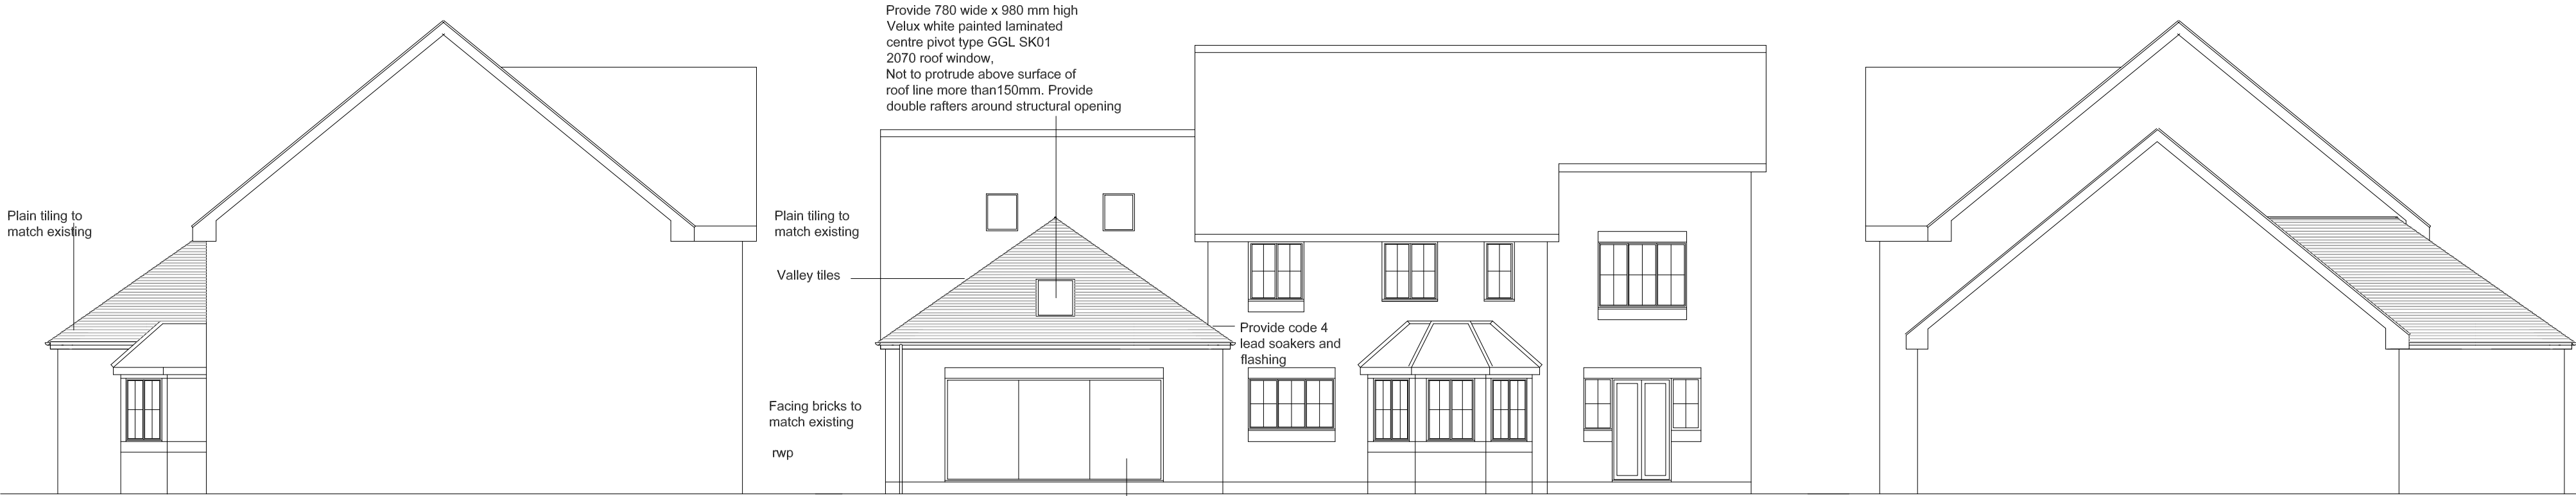 Provide 780 wide x 980 mm high
Velux white painted laminated
centre pivot type GGL SK01
2070 roof window,
Not to protrude above surface of
roof line more than150mm. Provide
double rafters around structural opening
Plain tiling to
match existing
Plain tiling to
match existing
Valley tiles
Provide code 4
lead soakers and
flashing
Facing bricks to
match existing
rwp